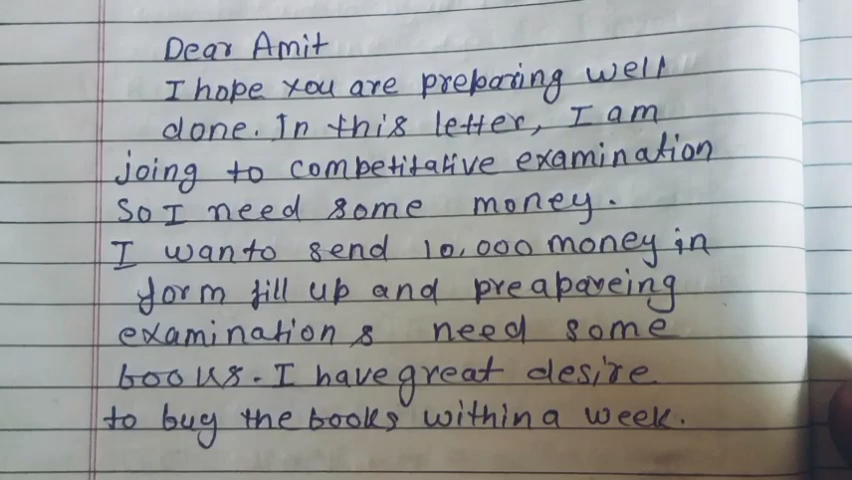 Dear Amit
I hope you are preparing well
done. In this letter, I am
joing to competitative examination
So I need some money.
I wanto send 10,000 money in
form fill up and preapareing
examinations need some
books. I have great desire
to buy the books within a week.